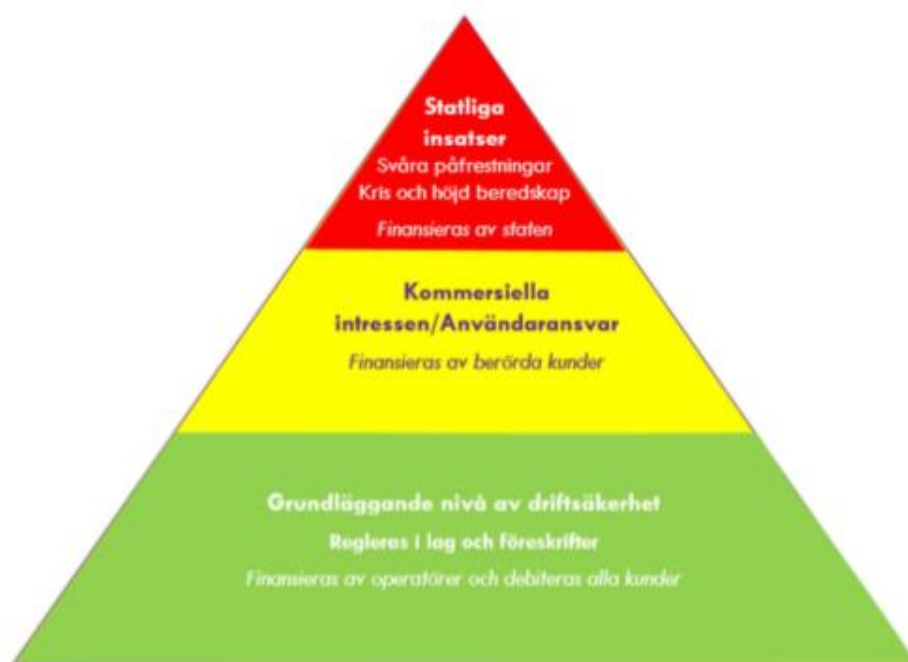 Statliga
insatser
Svåra påfrestningar
Kris och höjd beredskap
Finansieras av staten
Kommersiella
intressen/Användaransvar
Finansieras av berörda kunder
Grundläggande nivå av driftsäkerhet
Regleras i lag och föreskrifter
Finansieras av operatörer och debiteras alla kunder